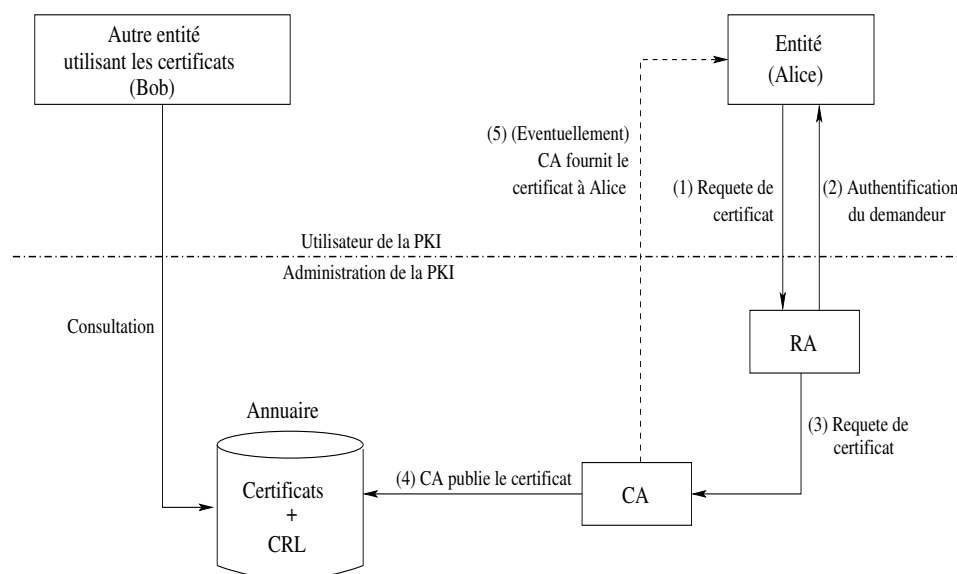 Autre entité
utilisant les certificats
(Bob)
Entité
(Alice)
(5) (Eventuellement)
CA fournit le
certificat à Alice
(1) Requete de
certificat
(2) Authentification
du demandeur
Utilisateur de la PKI
Administration de la PKI
Consultation
RA
Annuaire
(3) Requete de
certificat
(4) CA publie le certificat
CA
Certificats
+
CRL